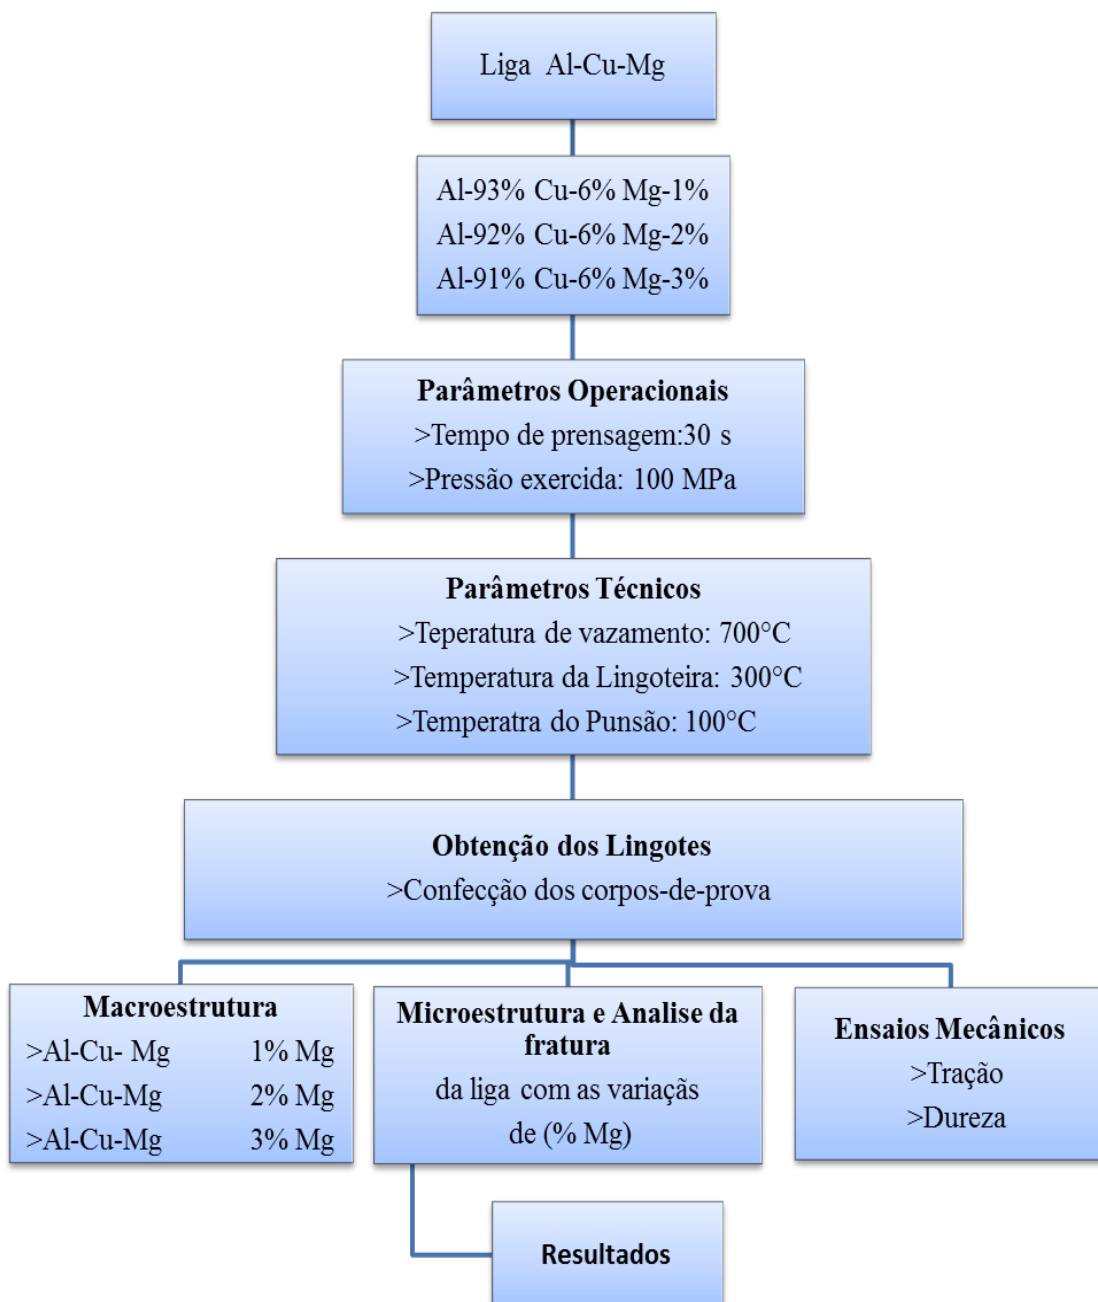 Liga Al-Cu-Mg
Al-93% Cu-6% Mg-1%
Al-92% Cu-6% Mg-2%
Al-91% Cu-6% Mg-3%
Parâmetros Operacionais
>Tempo de prensagem:30 s
>Pressão exercida: 100 MPa
Parâmetros Técnicos
>Teperatura de vazamento: 700°C
>Temperatura da Lingoteira: 300°C
>Temperatra do Punsão: 100°C
Obtenção dos Lingotes
>Confecção dos corpos-de-prova
Macroestrutura
>Al-Cu- Mg 1% Mg
>Al-Cu-Mg 2% Mg
>Al-Cu-Mg 3% Mg
Microestrutura e Analise da
fratura
da liga com as variaçãs
de (% Mg)
Ensaios Mecânicos
>Tração
>Dureza
Resultados